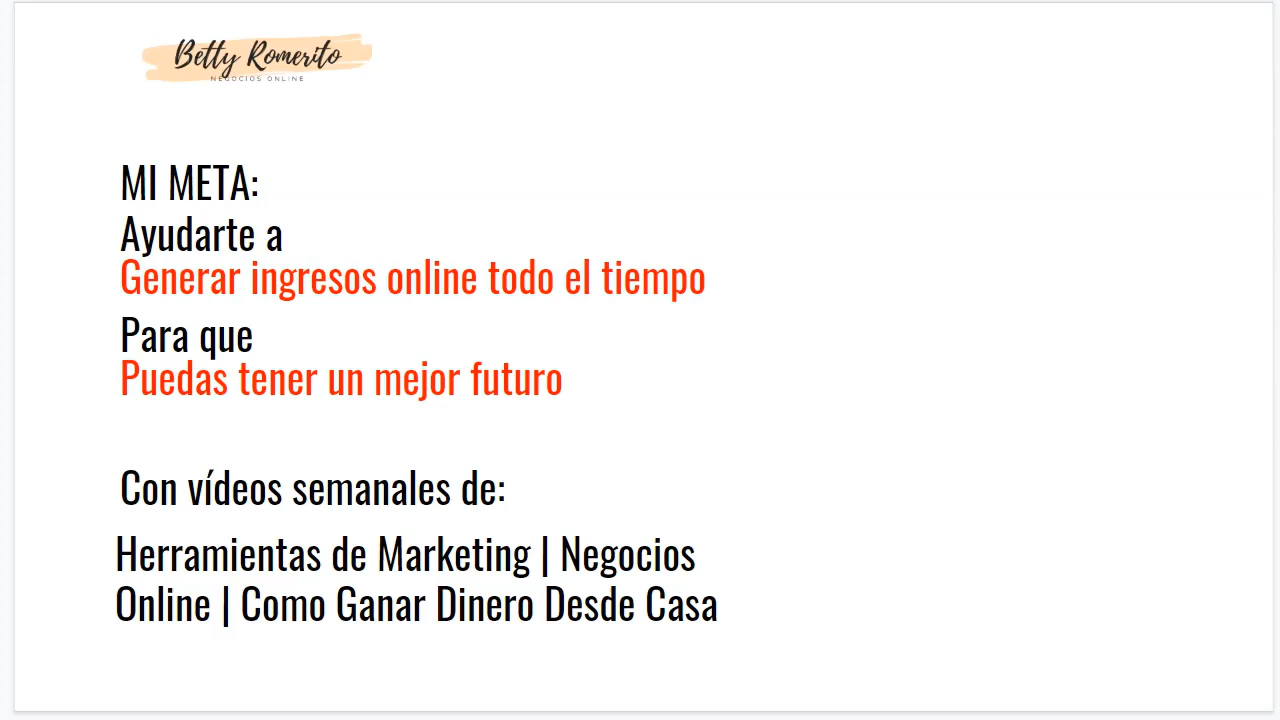 Betty Romerito
NEGOCIOS ONLINE
MI META:
Ayudarte a
Generar ingresos online todo el tiempo
Para que
Puedas tener un mejor futuro
Con vídeos semanales de:
Herramientas de Marketing | Negocios
Online | Como Ganar Dinero Desde Casa